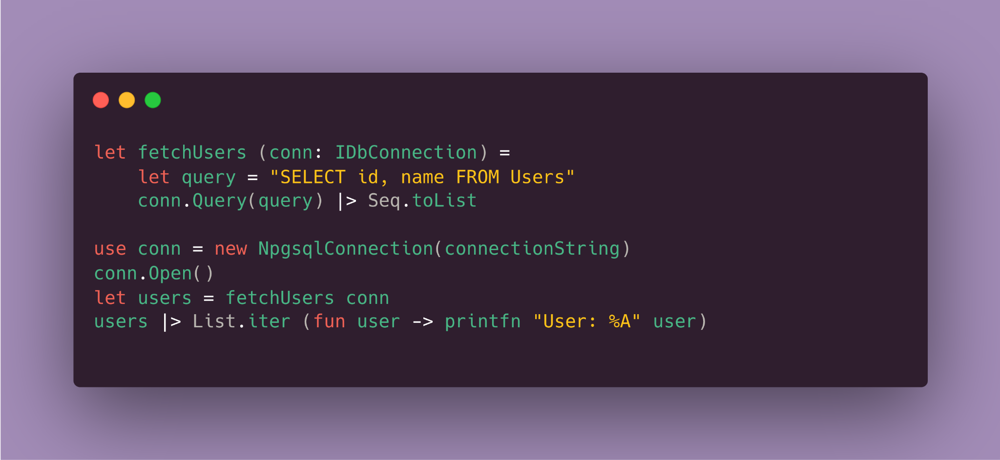 let fetchUsers (conn: IDbConnection) =
    let query = "SELECT id, name FROM Users"
    conn.Query(query) |> Seq.toList

use conn = new NpgsqlConnection(connectionString)
conn.Open()
let users = fetchUsers conn
users |> List.iter (fun user -> printfn "User: %A" user)